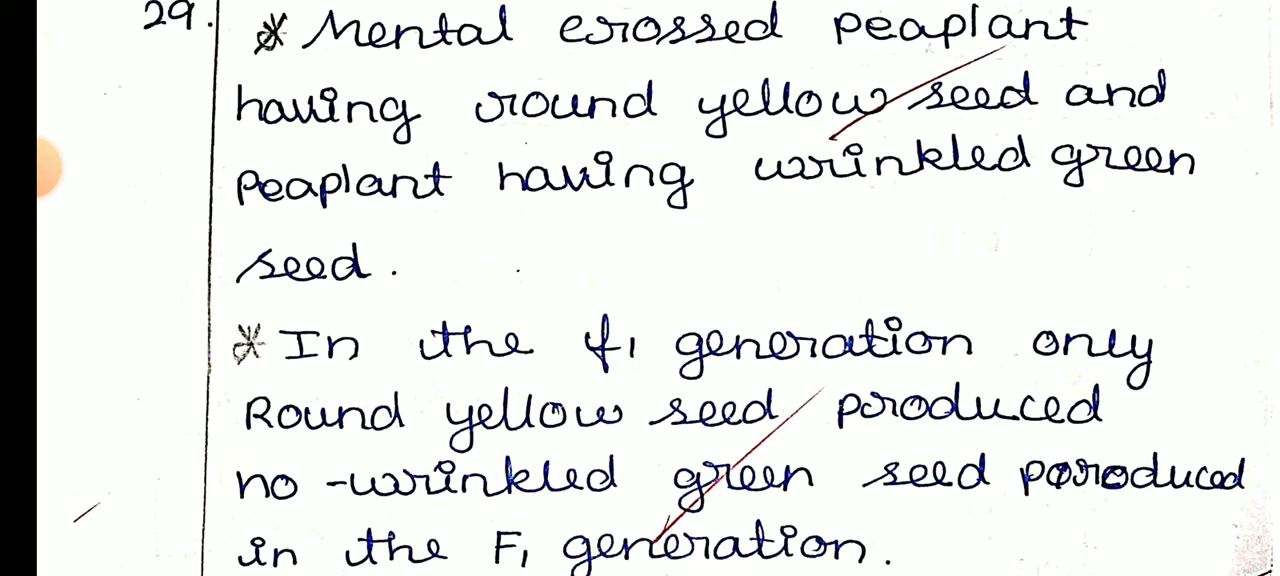 29. * Mental crossed peaplant
having round yellow seed and
peaplant having wrinkled green
seed.
* In the f1 generation only
Round yellow seed produced
no -wrinkled green seed poroduced
in the F1 generation.